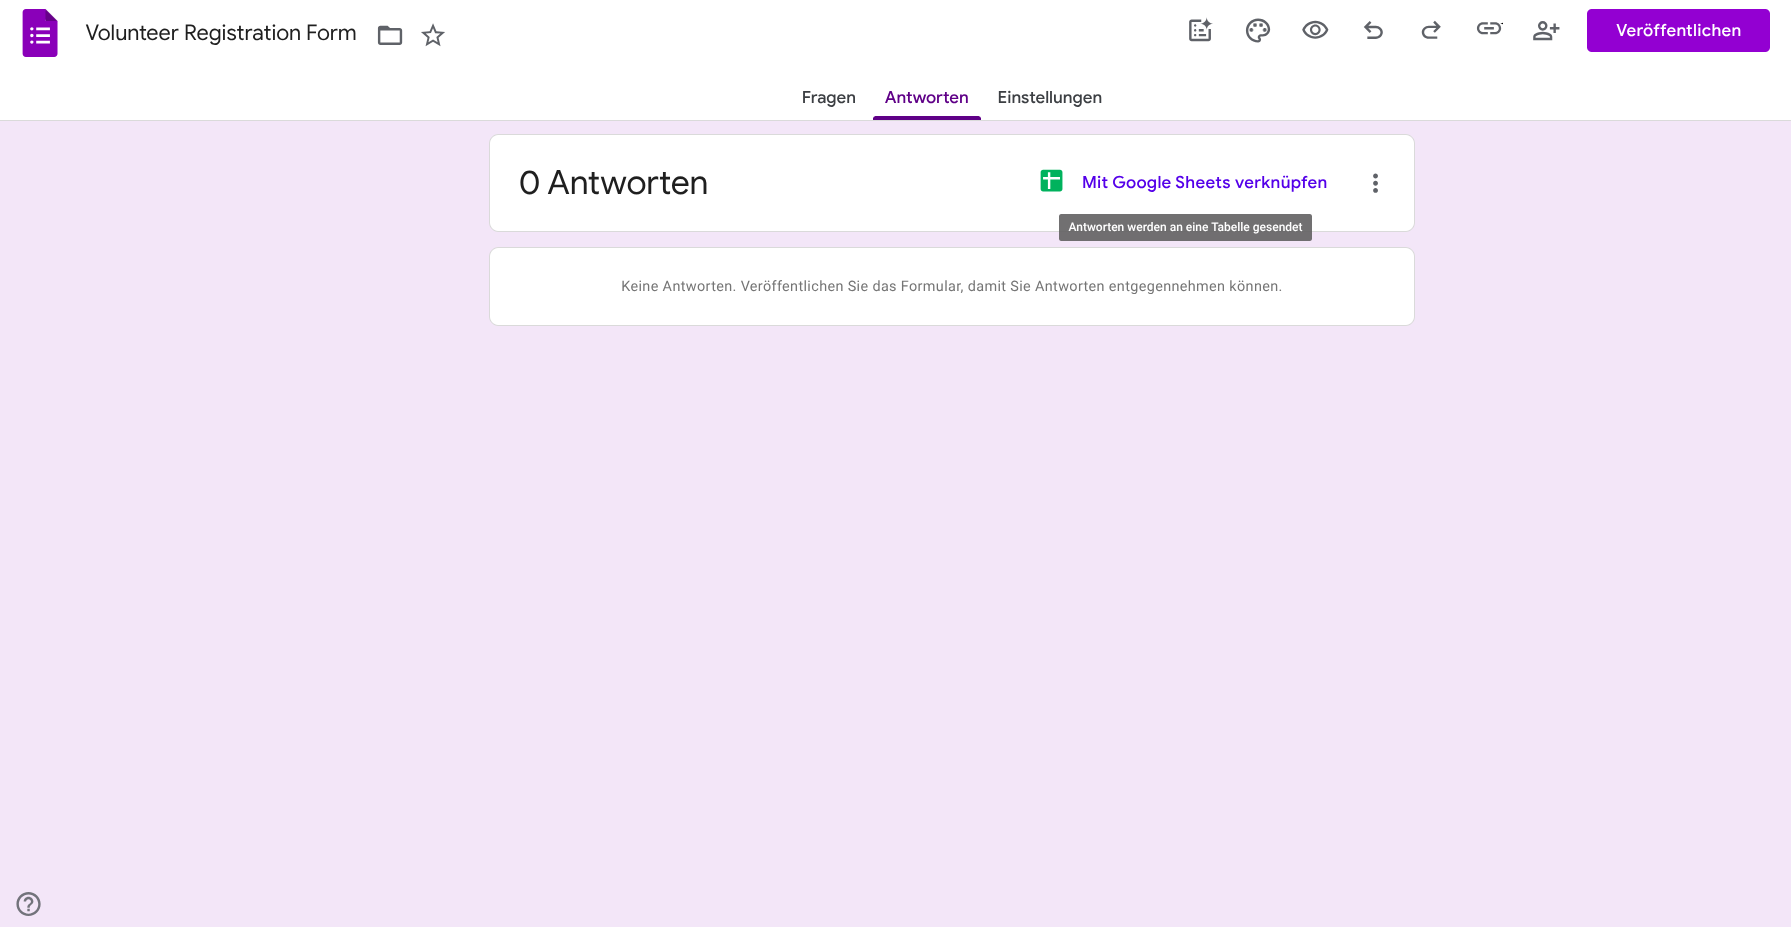 Volunteer Registration Form
Veröffentlichen
Fragen
Antworten
Einstellungen
0 Antworten
Mit Google Sheets verknüpfen
Antworten werden an eine Tabelle gesendet
Keine Antworten. Veröffentlichen Sie das Formular, damit Sie Antworten entgegennehmen können.